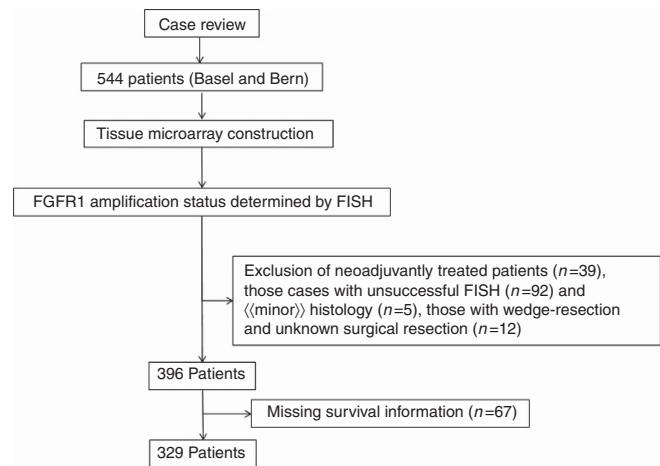 Case review
544 patients (Basel and Bern)
Tissue microarray construction
FGFR1 amplification status determined by FISH
Exclusion of neoadjuvantly treated patients (n=39),
those cases with unsuccessful FISH (n=92) and
⟨⟨minor⟩⟩ histology (n=5), those with wedge-resection
and unknown surgical resection (n=12)
396 Patients
Missing survival information (n=67)
329 Patients